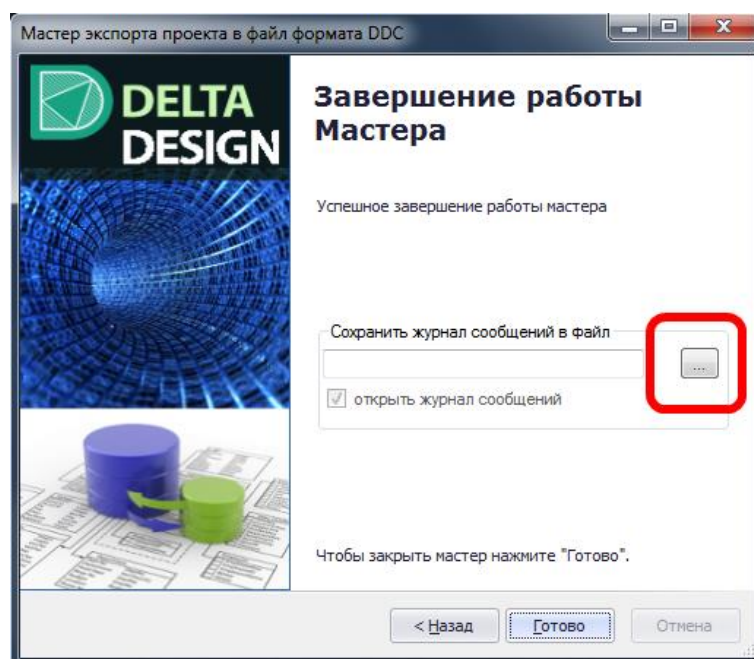 Мастер экспорта проекта в файл формата DDC
DELTA
DESIGN
Завершение работы
Мастера
Успешное завершение работы мастера
Сохранить журнал сообщений в файл
...
открыть журнал сообщений
Чтобы закрыть мастер нажмите "Готово".
< Назад
Готово
Отмена